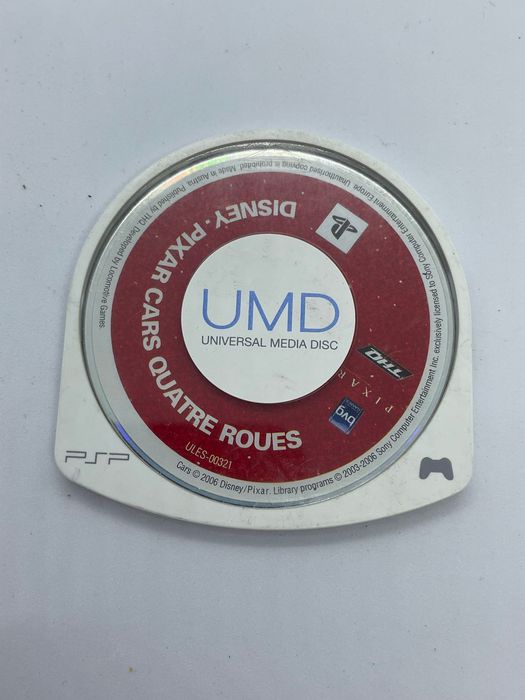 DISNEY·PIXAR CARS QUATRE ROUES
UMD
UNIVERSAL MEDIA DISC
THQ
PIXAR
bvg
ULES-00321
PSP
Cars © 2006 Disney/Pixar. Library programs © 2003-2006 Sony Computer Entertainment Inc. exclusively licensed to Sony Computer Entertainment Europe. Unauthorised copying is prohibited. Made in Austria. Published by THQ. Developed by Locomotive Games.